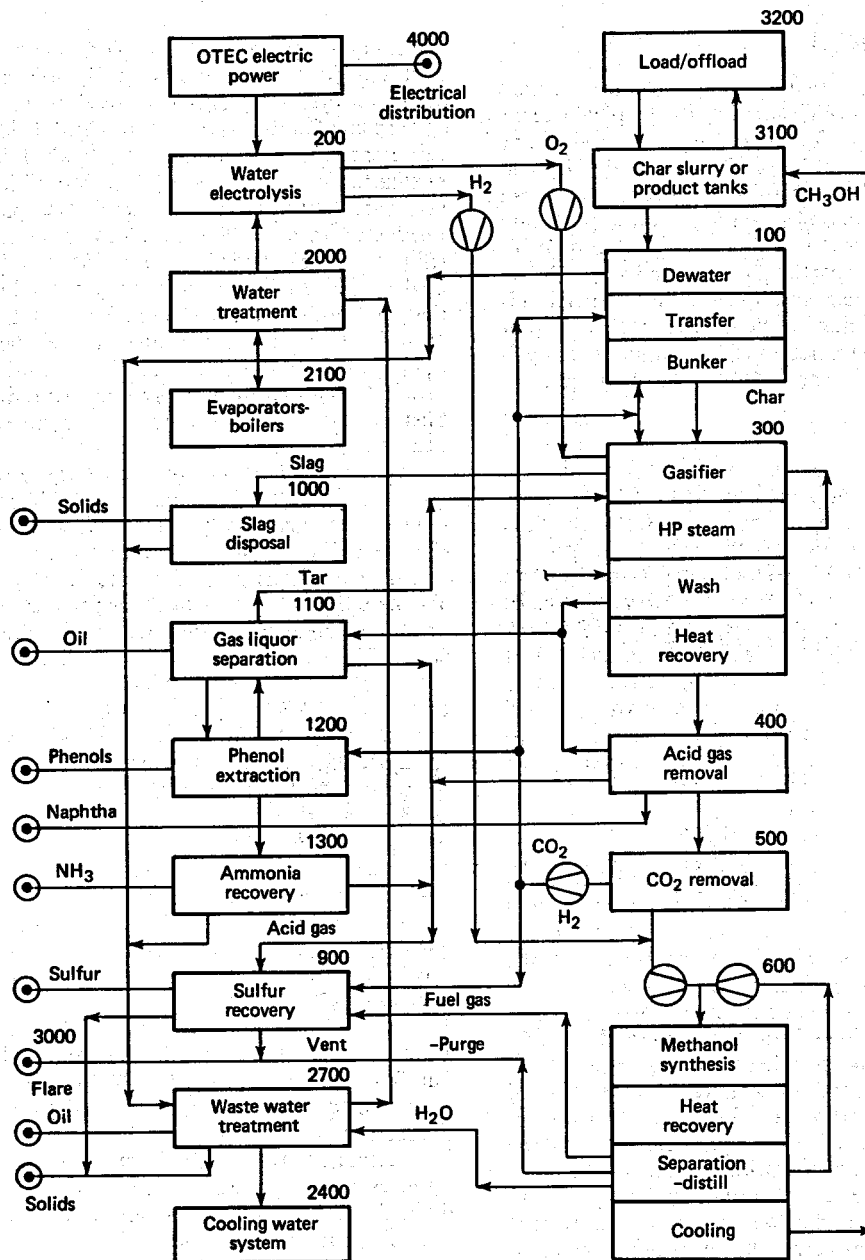 4000
OTEC electric
power
Electrical
distribution
3200
Load/offload
200
Water
electrolysis
O2
H2
3100
Char slurry or
product tanks
CH3OH
2000
Water
treatment
100
Dewater
Transfer
Bunker
Char
2100
Evaporators-
boilers
300
Gasifier
HP steam
Wash
Heat
recovery
Slag
1000
Solids
Slag
disposal
Tar
1100
Oil
Gas liquor
separation
1200
Phenols
Phenol
extraction
400
Acid gas
removal
Naphtha
1300
NH3
Ammonia
recovery
500
CO2
CO2 removal
H2
Acid gas
900
Sulfur
Sulfur
recovery
Fuel gas
600
Methanol
synthesis
Heat
recovery
Separation
-distill
Cooling
3000
Vent
-Purge
Flare
2700
Oil
Waste water
treatment
H2O
Solids
2400
Cooling water
system